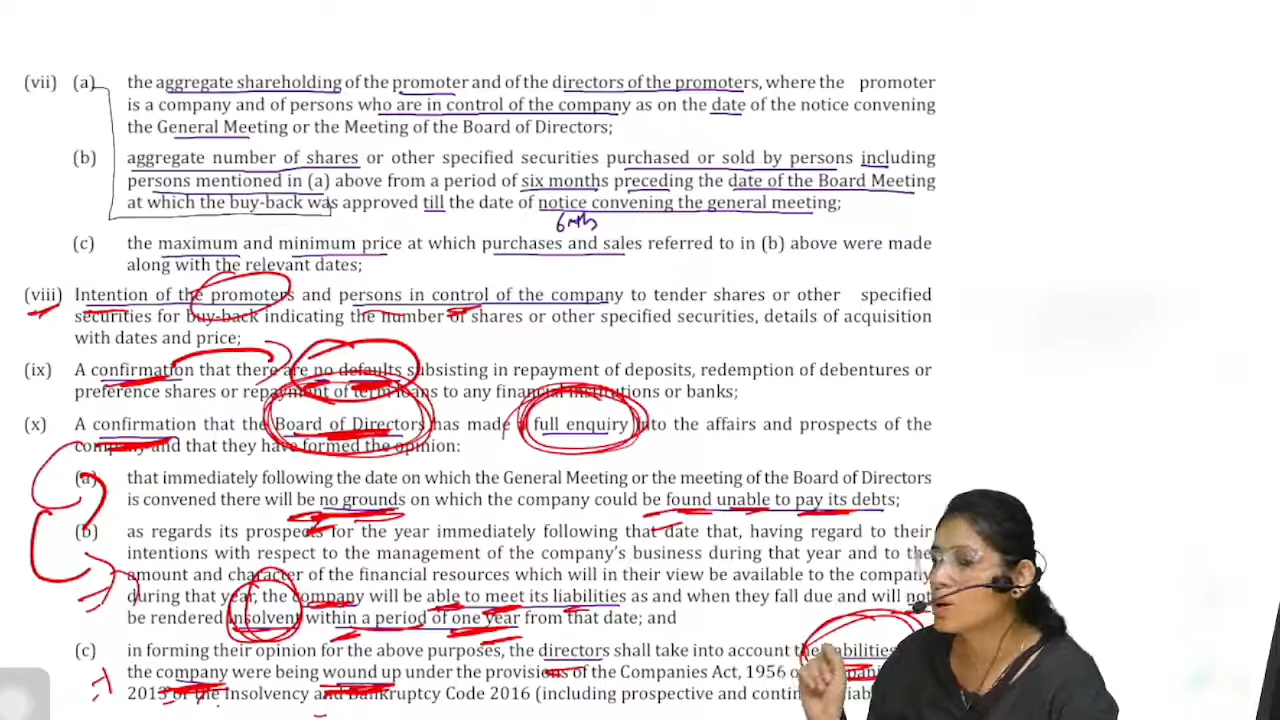 (vii) (a) the aggregate shareholding of the promoter and of the directors of the promoters, where the promoter
is a company and of persons who are in control of the company as on the date of the notice convening
the General Meeting or the Meeting of the Board of Directors;
(b) aggregate number of shares or other specified securities purchased or sold by persons including
persons mentioned in (a) above from a period of six months preceding the date of the Board Meeting
at which the buy-back was approved till the date of notice convening the general meeting;
(c) the maximum and minimum price at which purchases and sales referred to in (b) above were made
along with the relevant dates;
(viii) Intention of the promoters and persons in control of the company to tender shares or other specified
securities for buy-back indicating the number of shares or other specified securities, details of acquisition
with dates and price;
(ix) A confirmation that there are no defaults subsisting in repayment of deposits, redemption of debentures or
preference shares or repayment of term loans to any financial institutions or banks;
(x) A confirmation that the Board of Directors has made full enquiry into the affairs and prospects of the
company and that they have formed the opinion:
(a) that immediately following the date on which the General Meeting or the meeting of the Board of Directors
is convened there will be no grounds on which the company could be found unable to pay its debts;
(b) as regards its prospects for the year immediately following that date that, having regard to their
intentions with respect to the management of the company's business during that year and to the
amount and character of the financial resources which will in their view be available to the company
during that year, the company will be able to meet its liabilities as and when they fall due and will not
be rendered insolvent within a period of one year from that date; and
(c) in forming their opinion for the above purposes, the directors shall take into account the liabilities
the company were being wound up under the provisions of the Companies Act, 1956
2013 of the Insolvency and Bankruptcy Code 2016 (including prospective and